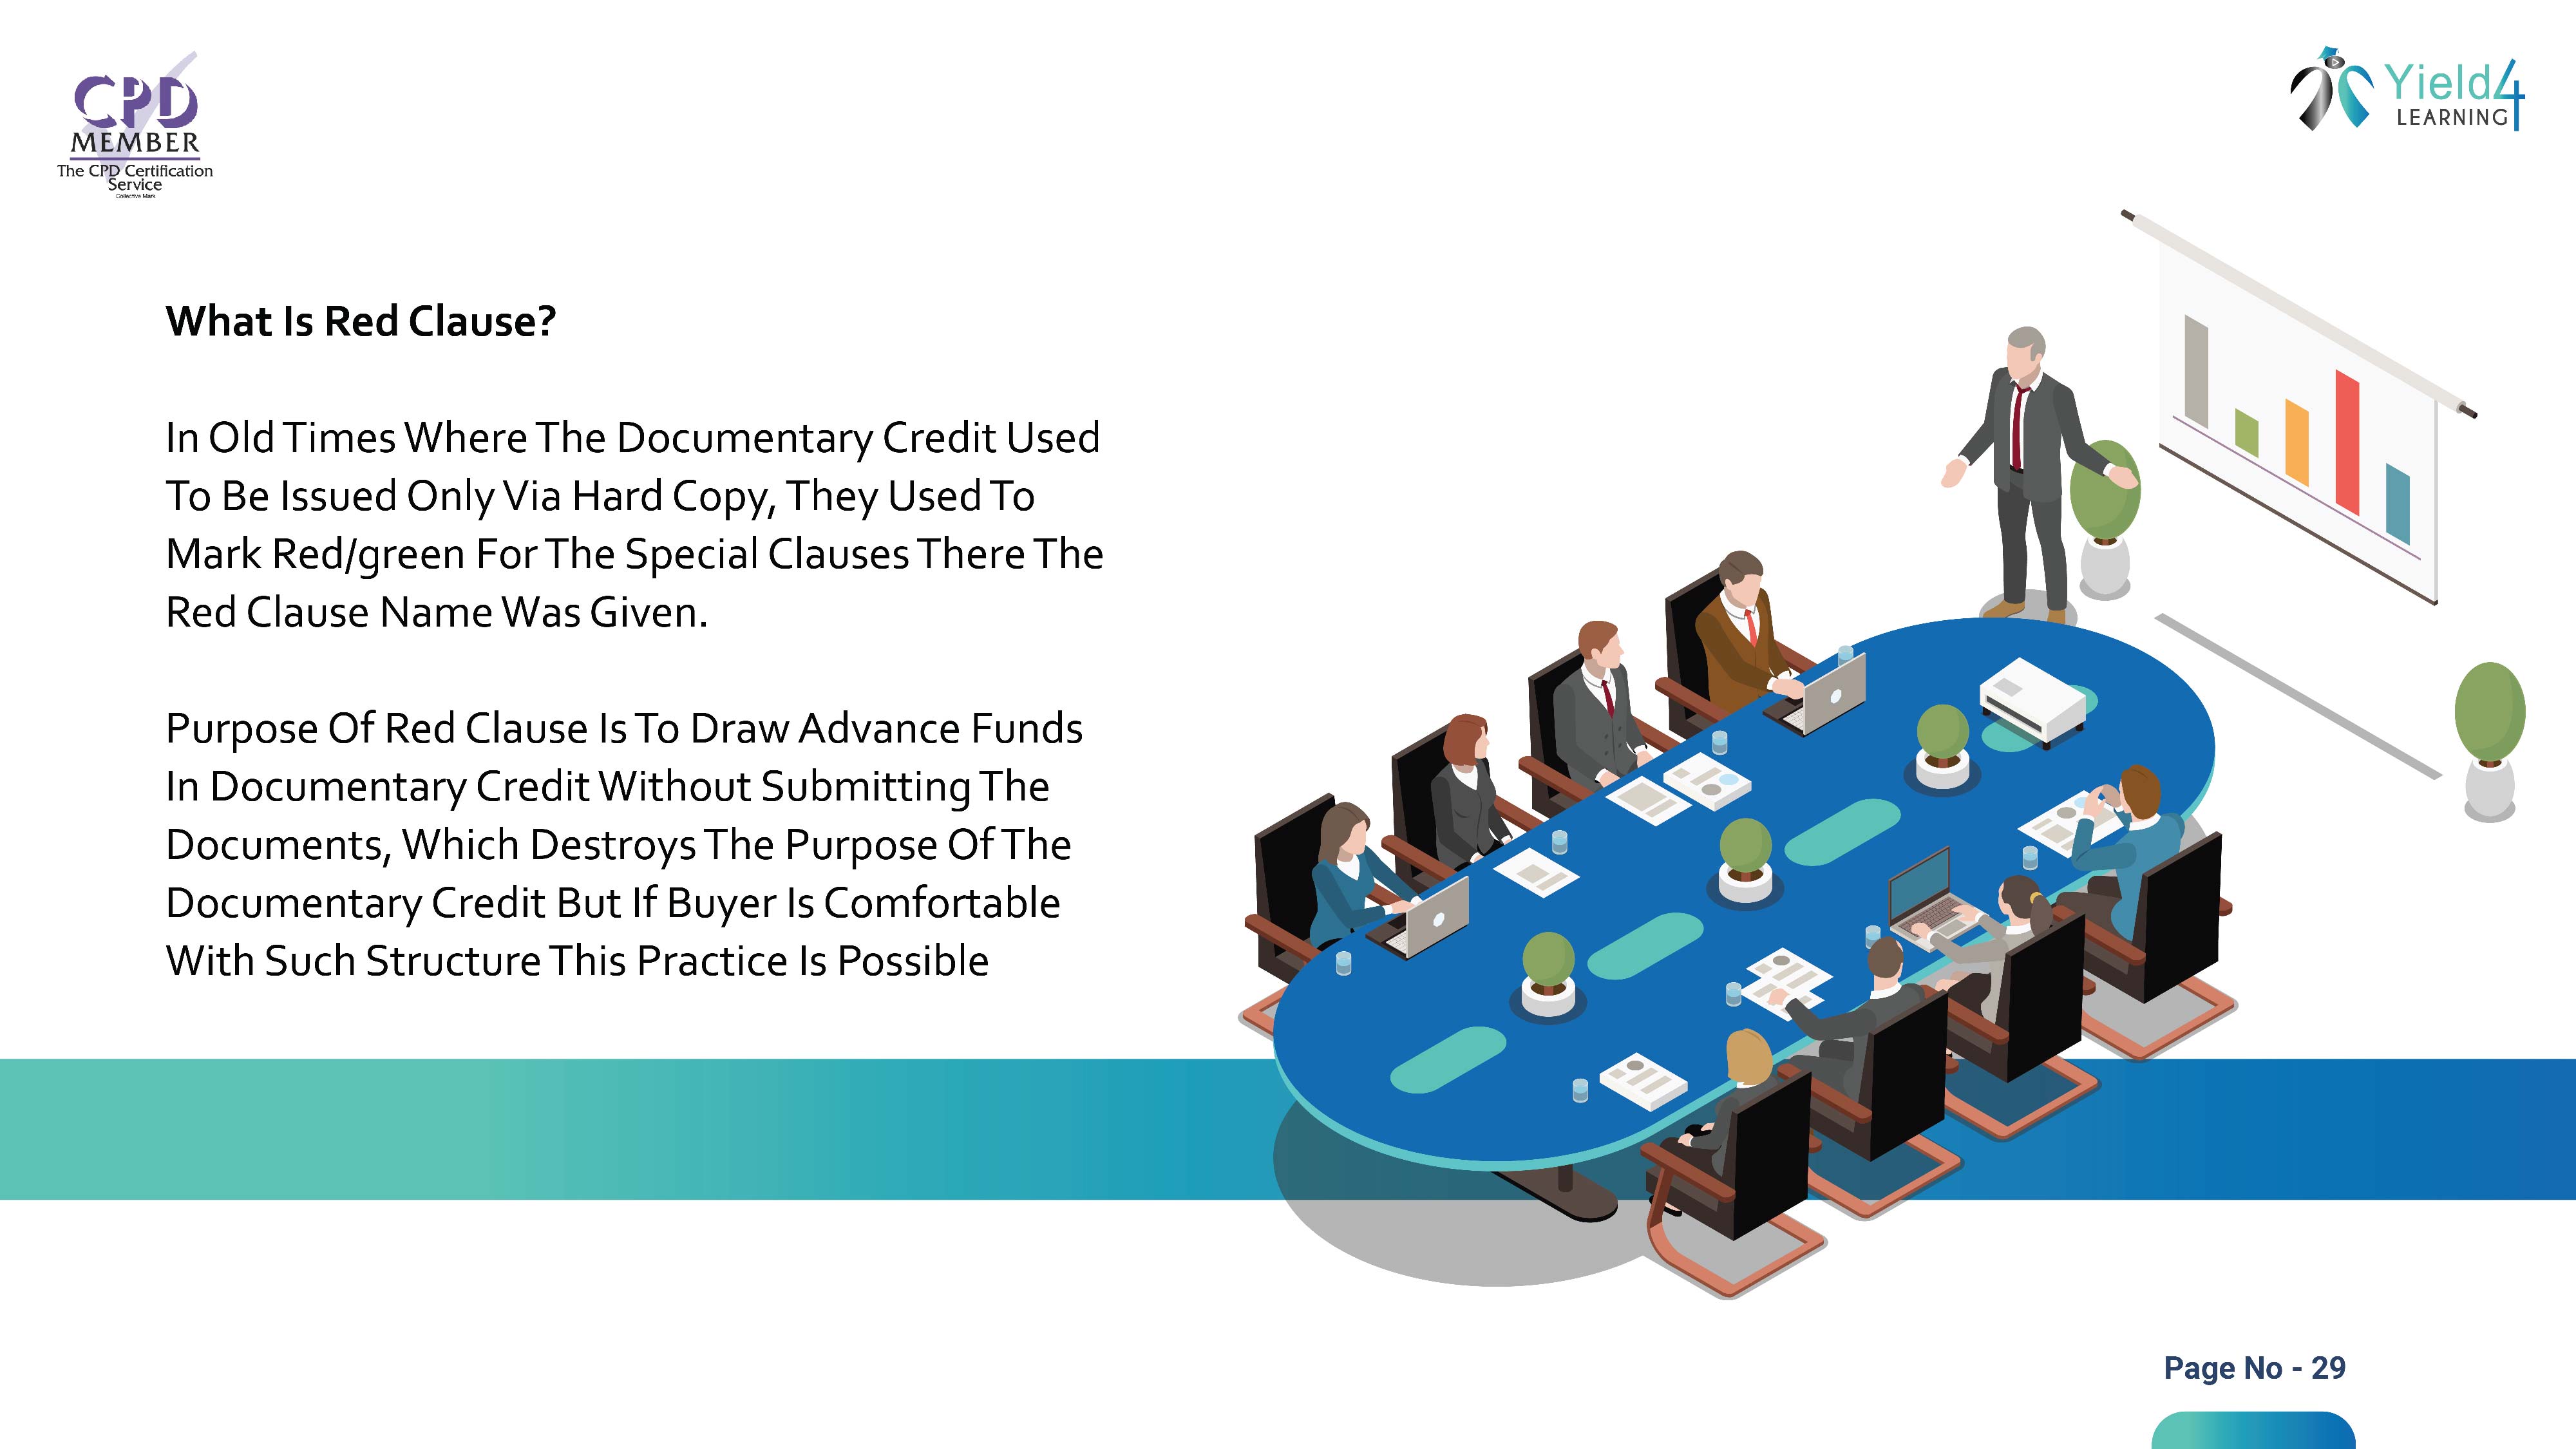 CPD
MEMBER
The CPD Certification
Service
Collective Mark
Yield4
LEARNING
What Is Red Clause?
In Old Times Where The Documentary Credit Used
To Be Issued Only Via Hard Copy, They Used To
Mark Red/green For The Special Clauses There The
Red Clause Name Was Given.
Purpose Of Red Clause Is To Draw Advance Funds
In Documentary Credit Without Submitting The
Documents, Which Destroys The Purpose Of The
Documentary Credit But If Buyer Is Comfortable
With Such Structure This Practice Is Possible
Page No - 29